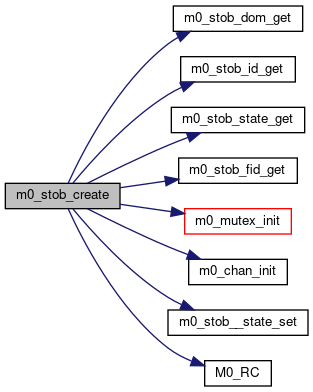 m0_stob_dom_get
m0_stob_id_get
m0_stob_state_get
m0_stob_fid_get
m0_stob_create
m0_mutex_init
m0_chan_init
m0_stob__state_set
M0_RC